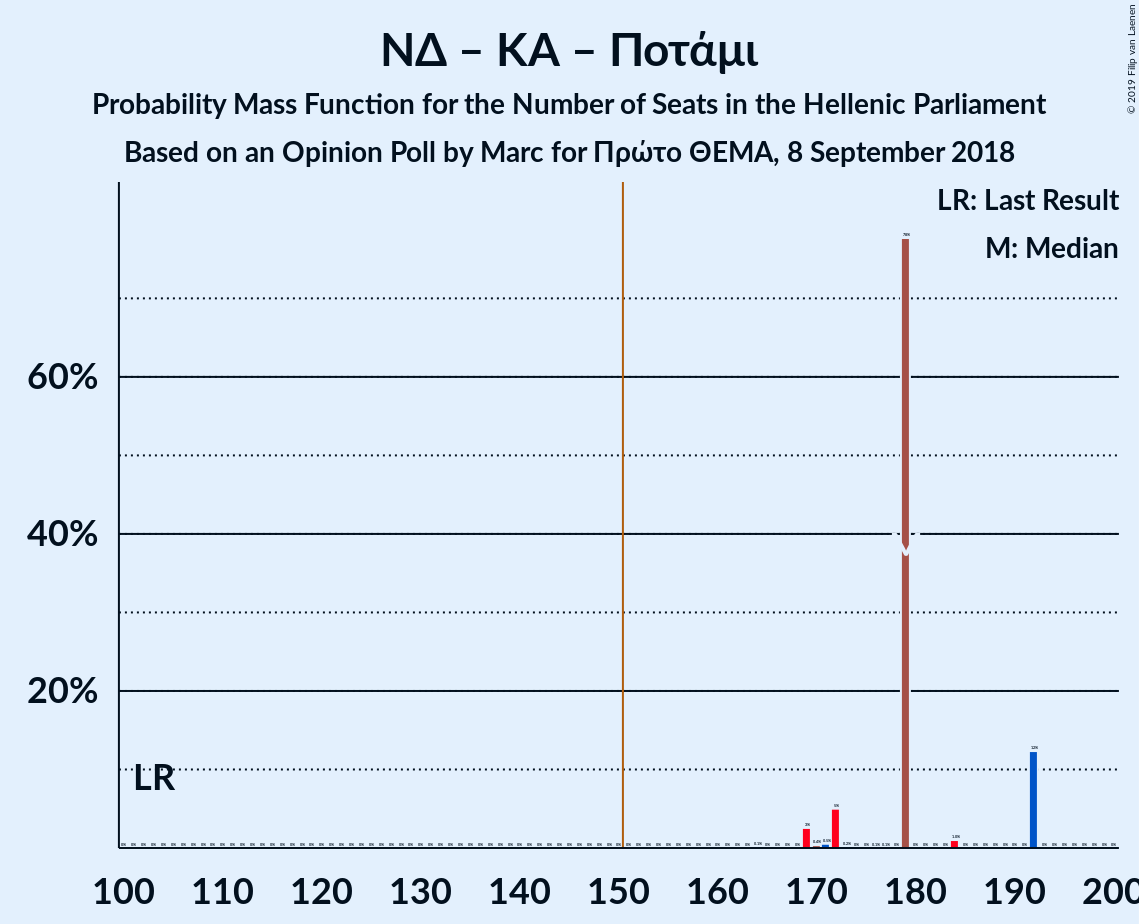 ΝΔ – ΚΑ – Ποτάμι
Probability Mass Function for the Number of Seats in the Hellenic Parliament
Based on an Opinion Poll by Marc for Πρώτο ΘΕΜΑ, 8 September 2018
© 2019 Filip van Laenen
LR: Last Result
M: Median
60%
40%
20%
LR
100 110 120 130 140 150 160 170 180 190 200